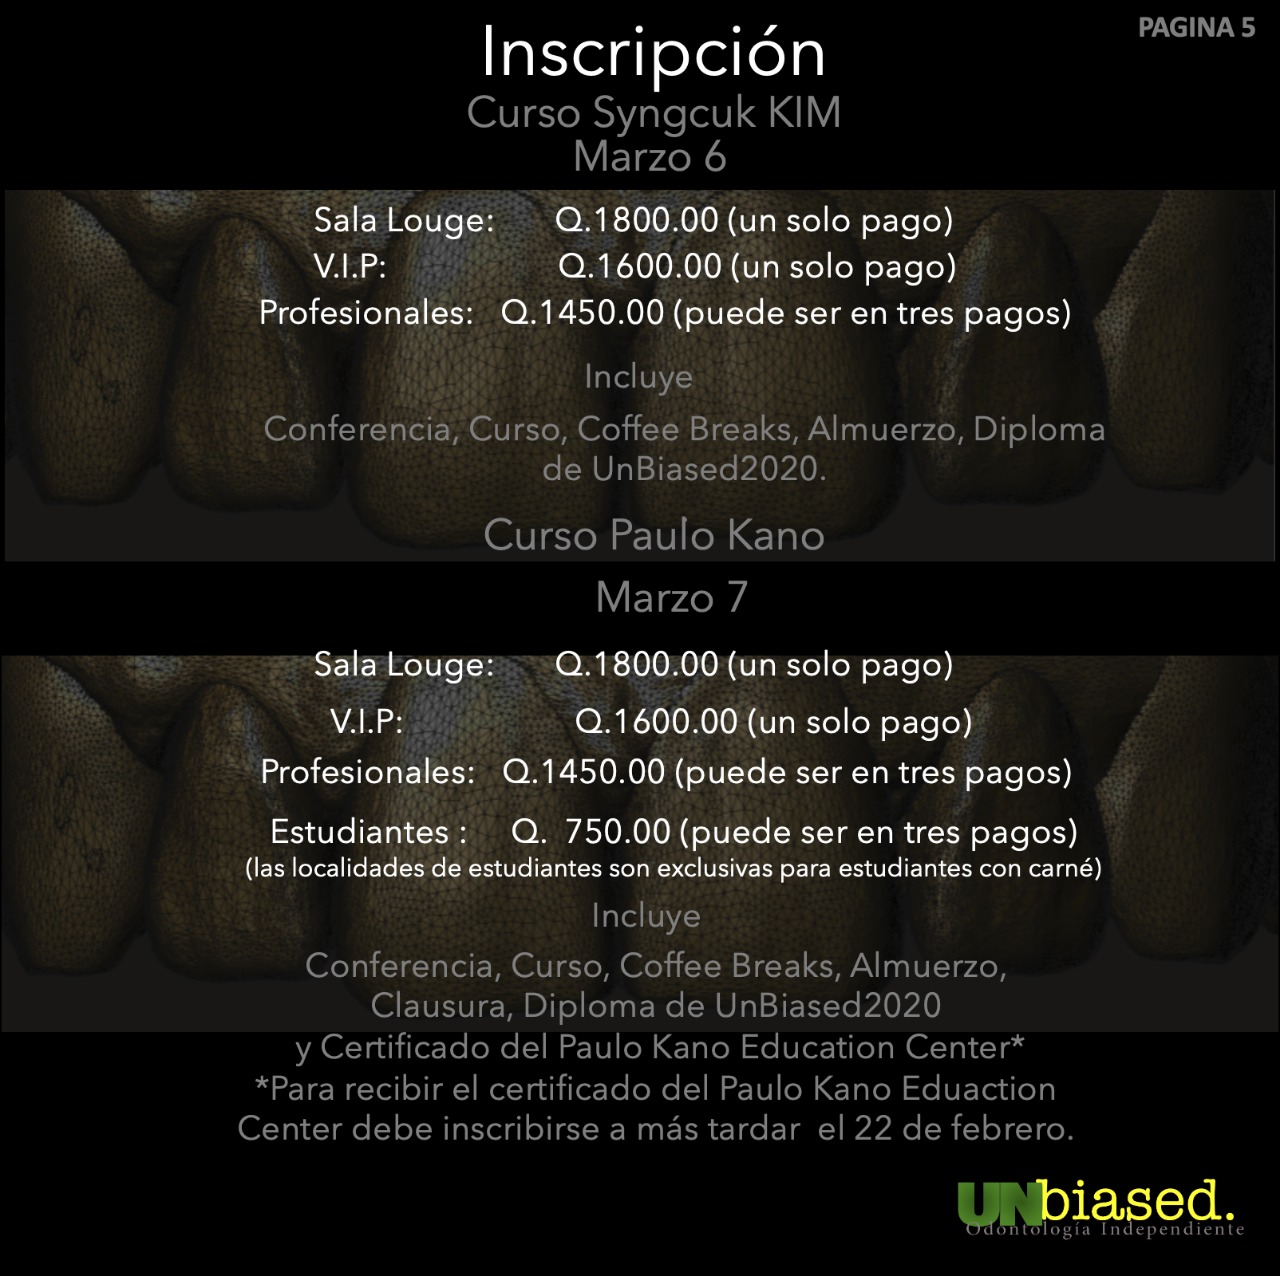 PAGINA 5
Inscripción
Curso Syngcuk KIM
Marzo 6
Sala Louge: Q.1800.00 (un solo pago)
V.I.P: Q.1600.00 (un solo pago)
Profesionales: Q.1450.00 (puede ser en tres pagos)
Incluye
Conferencia, Curso, Coffee Breaks, Almuerzo, Diploma
de UnBiased2020.
Curso Paulo Kano
Marzo 7
Sala Louge: Q.1800.00 (un solo pago)
V.I.P: Q.1600.00 (un solo pago)
Profesionales: Q.1450.00 (puede ser en tres pagos)
Estudiantes : Q. 750.00 (puede ser en tres pagos)
(las localidades de estudiantes son exclusivas para estudiantes con carné)
Incluye
Conferencia, Curso, Coffee Breaks, Almuerzo,
Clausura, Diploma de UnBiased2020
y Certificado del Paulo Kano Education Center*
*Para recibir el certificado del Paulo Kano Eduaction
Center debe inscribirse a más tardar el 22 de febrero.
UNbiased.
Odontología Independiente